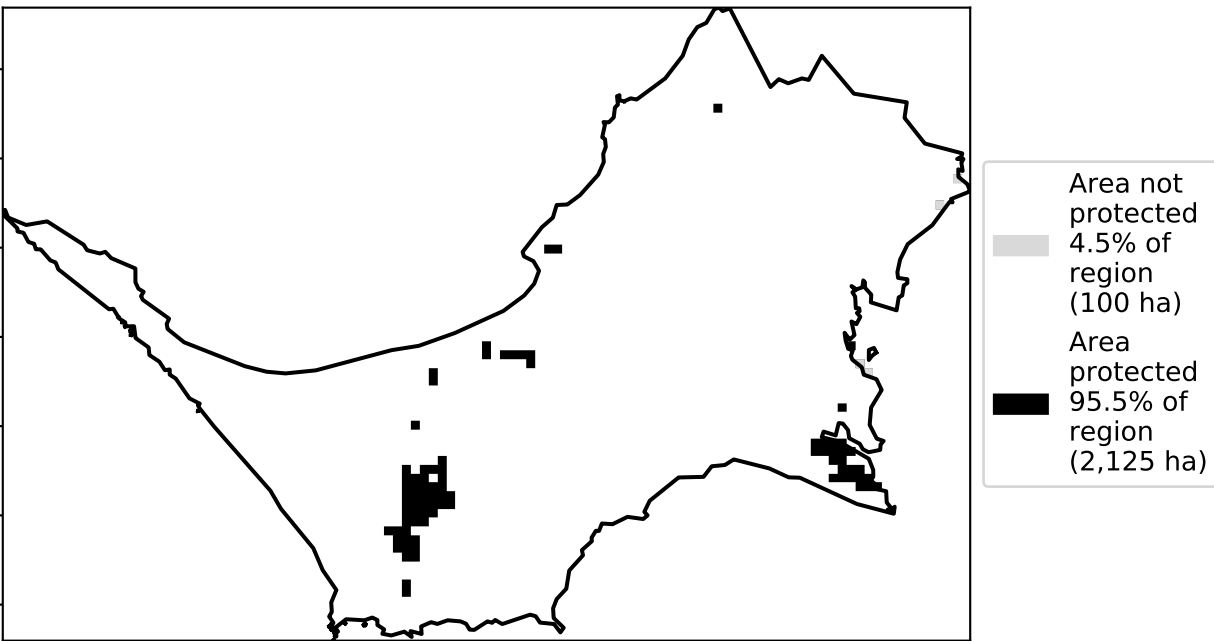 Area not
protected
4.5% of
region
(100 ha)
Area
protected
95.5% of
region
(2,125 ha)